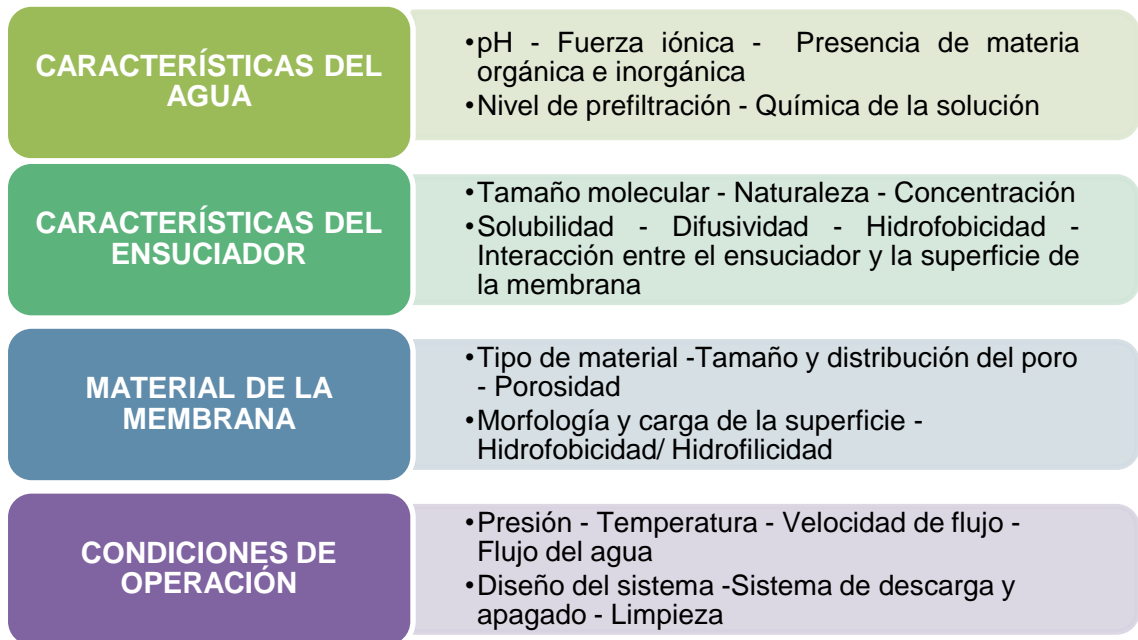 CARACTERÍSTICAS DEL
AGUA
•pH - Fuerza iónica - Presencia de materia
orgánica e inorgánica
•Nivel de prefiltración - Química de la solución
CARACTERÍSTICAS DEL
ENSUCIADOR
•Tamaño molecular - Naturaleza - Concentración
•Solubilidad - Difusividad - Hidrofobicidad -
Interacción entre el ensuciador y la superficie de
la membrana
MATERIAL DE LA
MEMBRANA
•Tipo de material -Tamaño y distribución del poro
- Porosidad
•Morfología y carga de la superficie -
Hidrofobicidad/ Hidrofilicidad
CONDICIONES DE
OPERACIÓN
•Presión - Temperatura - Velocidad de flujo -
Flujo del agua
•Diseño del sistema -Sistema de descarga y
apagado - Limpieza